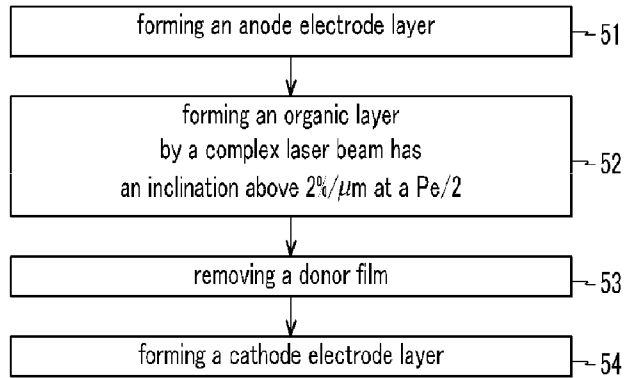 forming an anode electrode layer
51
forming an organic layer
by a complex laser beam has
an inclination above 2%/μm at a Pe/2
52
removing a donor film
53
forming a cathode electrode layer
54